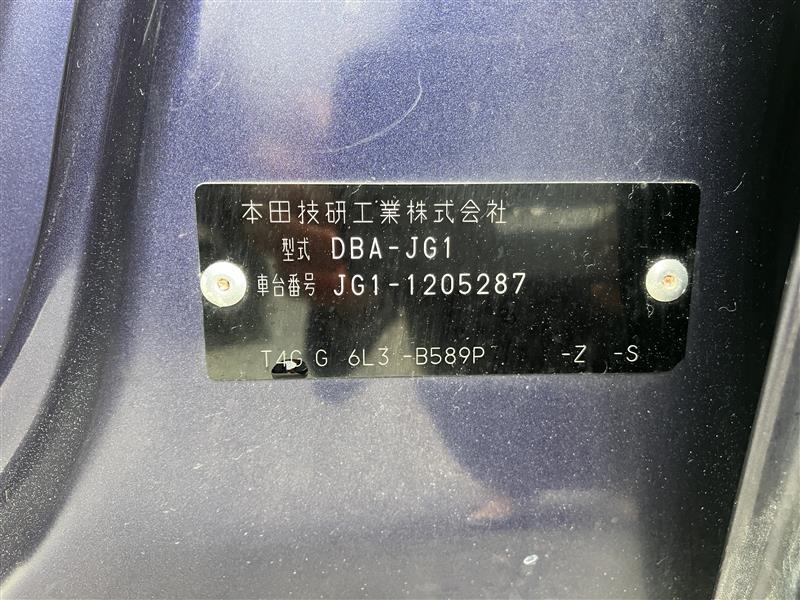 本田技研工業株式会社
型式 DBA-JG1
車台番号 JG1-1205287
T4G G 6L3 -B589P -Z -S